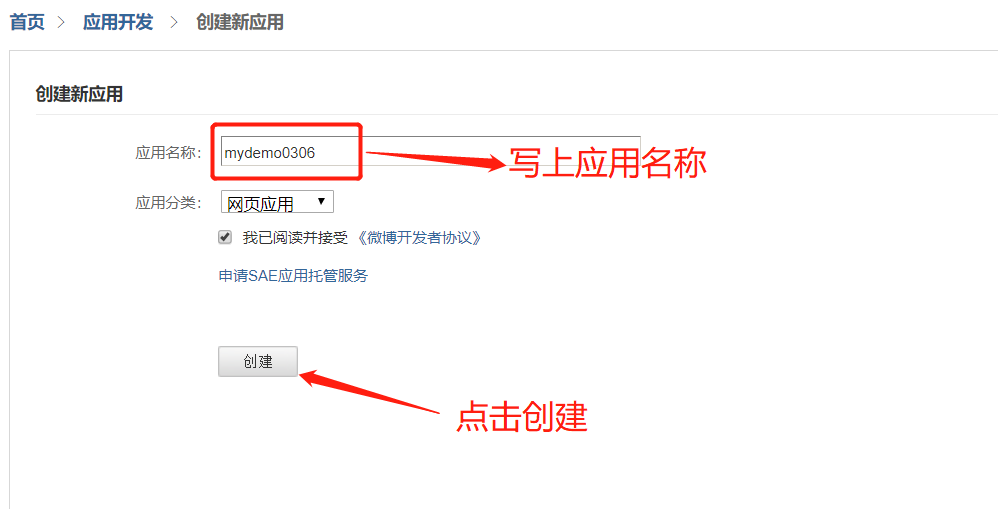 首页 > 应用开发 > 创建新应用
创建新应用
应用名称： mydemo0306
写上应用名称
应用分类： 网页应用
我已阅读并接受 《微博开发者协议》
申请SAE应用托管服务
创建
点击创建